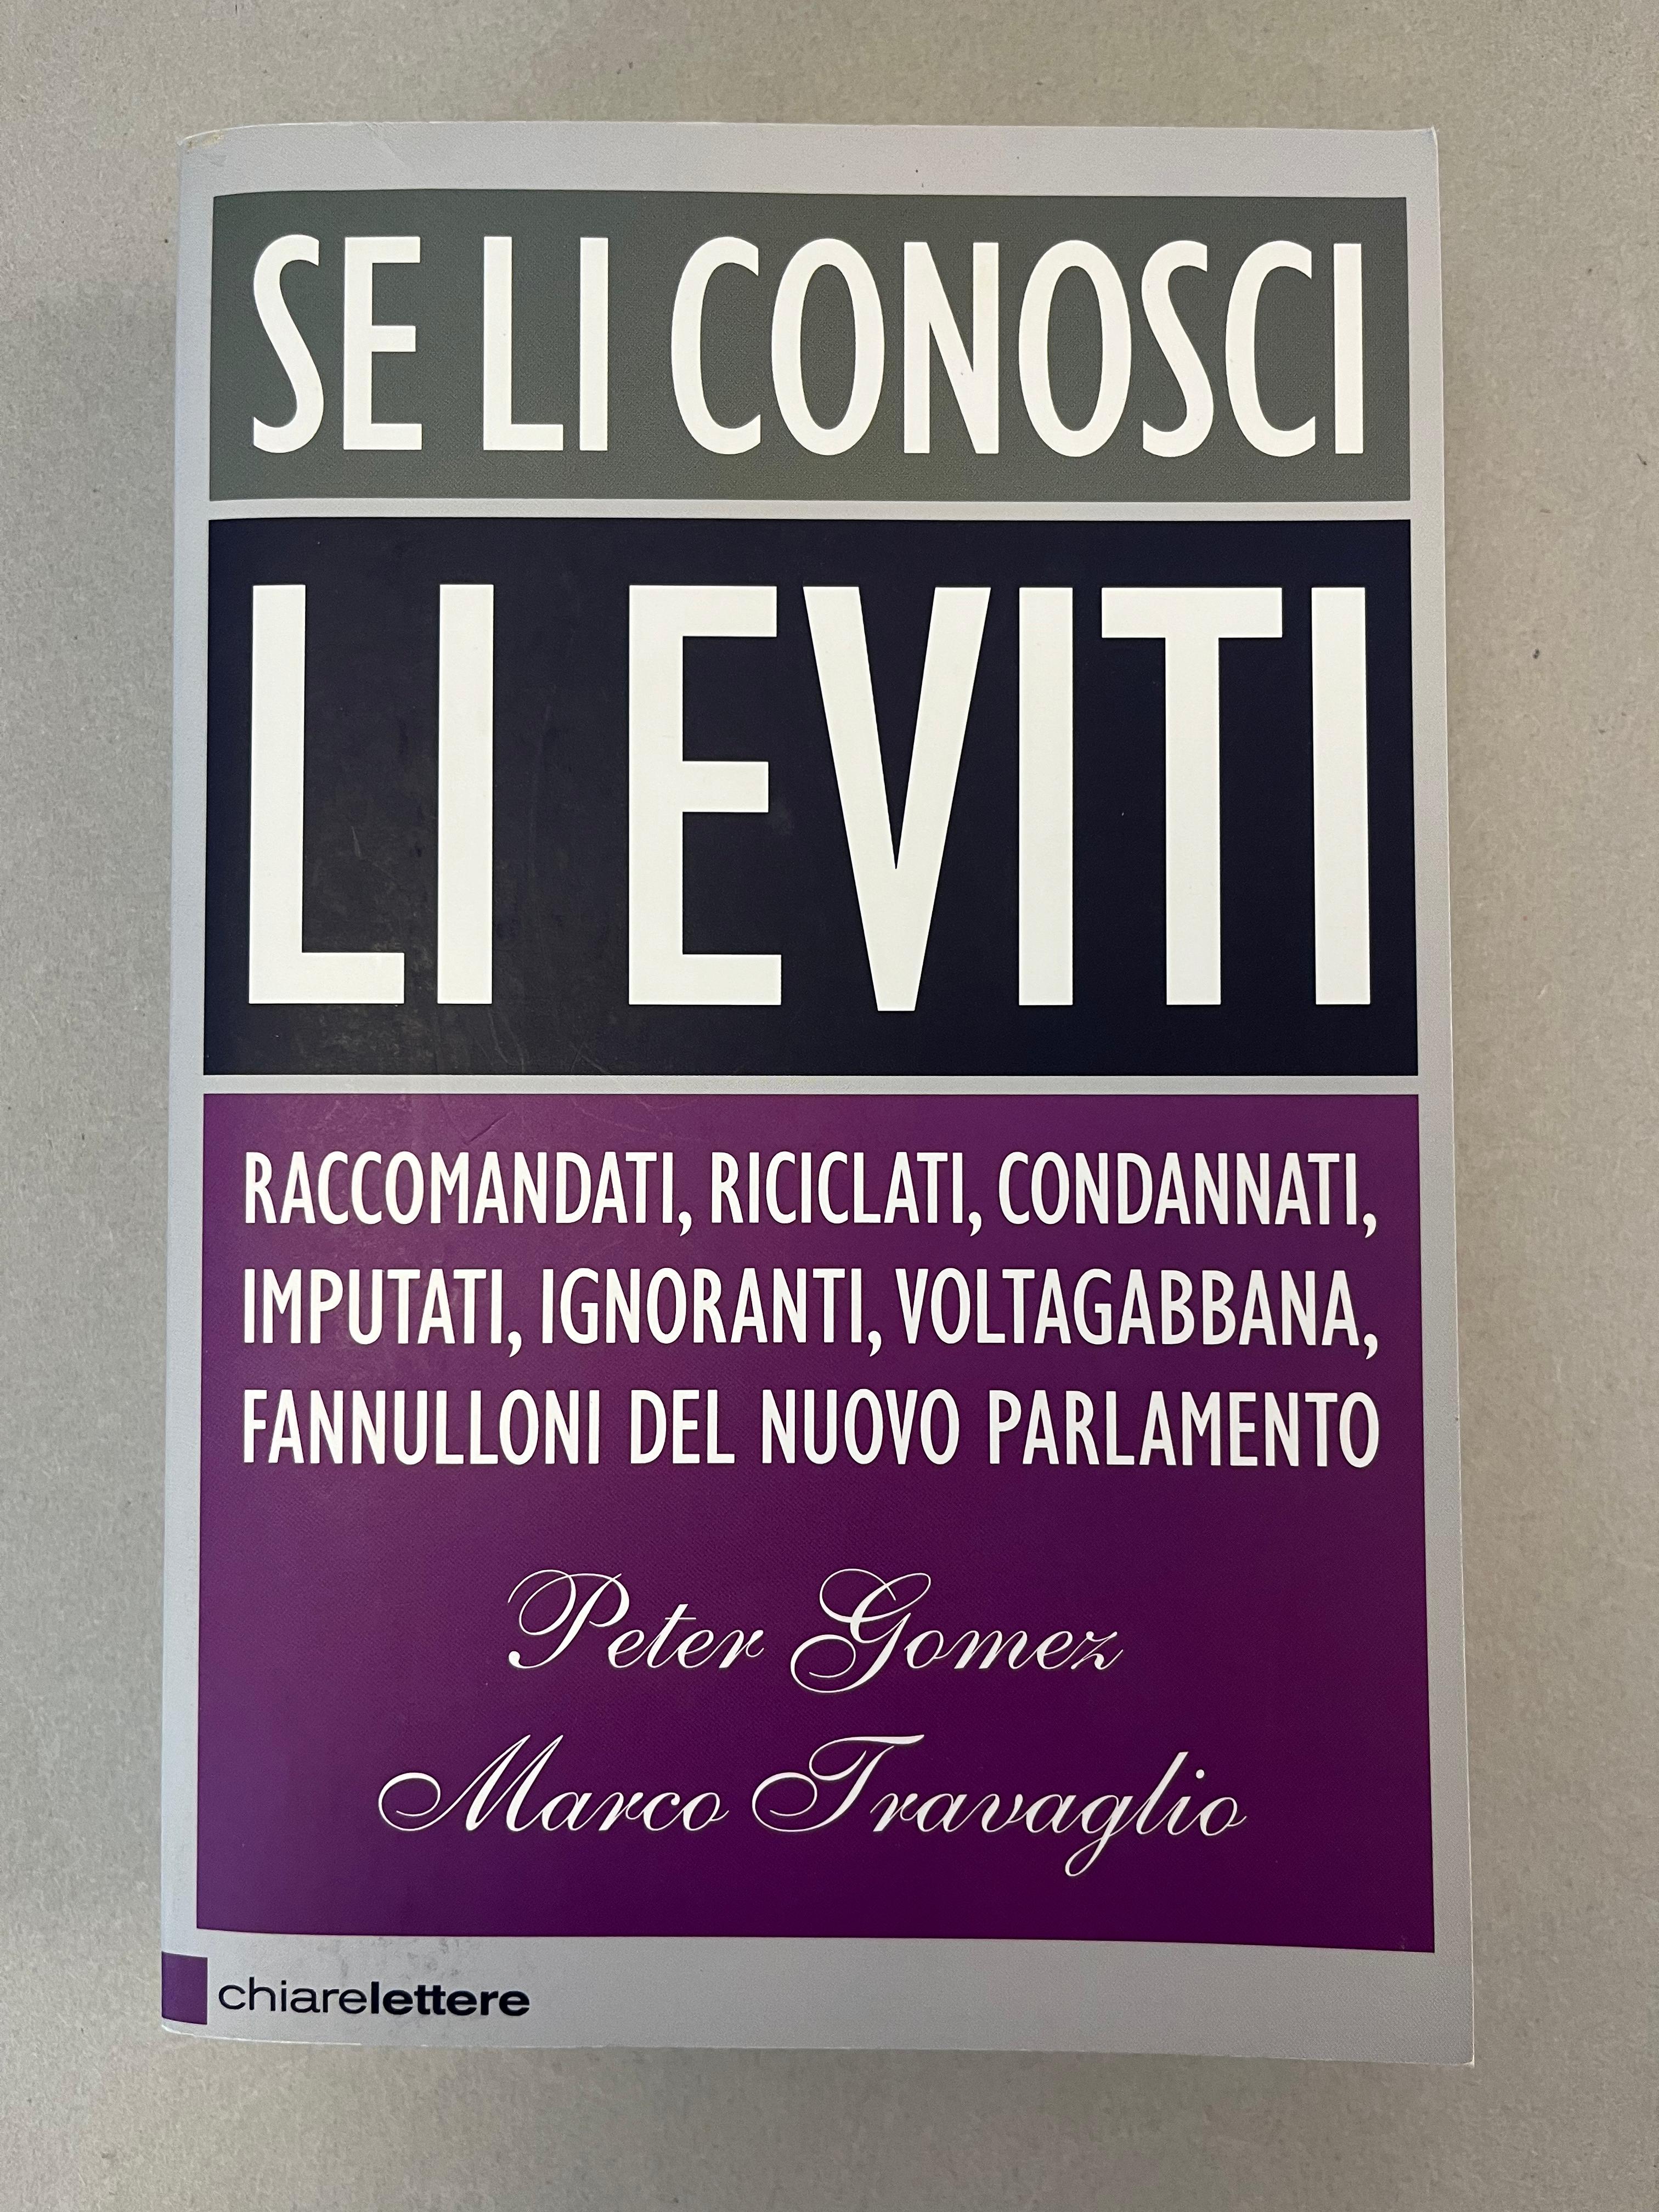 SE LI CONOSCI
LI EVITI
RACCOMANDATI, RICICLATI, CONDANNATI,
IMPUTATI, IGNORANTI, VOLTAGABBANA,
FANNULLONI DEL NUOVO PARLAMENTO
Peter Gomez
Marco Travaglio
chiarelettere